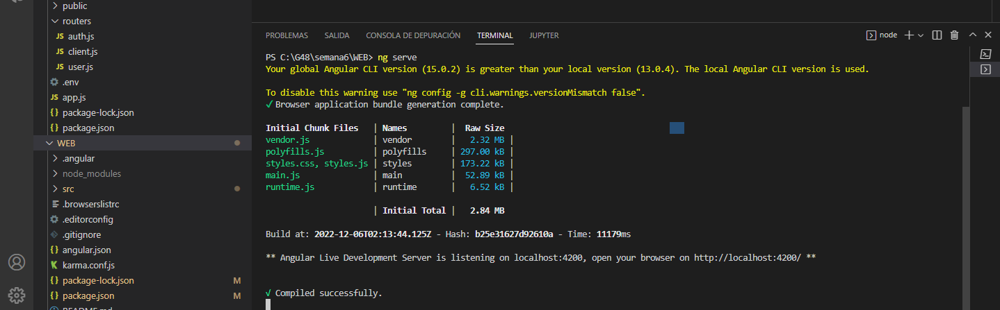 public
routers
JS auth.js
JS client.js
JS user.js
.env
JS app.js
{} package-lock.json
{} package.json
WEB
.angular
node_modules
src
.browserslistrc
.editorconfig
.gitignore
{} angular.json
karma.conf.js
{} package-lock.json M
{} package.json M
README.md
PROBLEMAS SALIDA CONSOLA DE DEPURACIÓN TERMINAL JUPYTER node
PS C:\G48\semana6\WEB> ng serve
Your global Angular CLI version (15.0.2) is greater than your local version (13.0.4). The local Angular CLI version is used.
To disable this warning use "ng config -g cli.warnings.versionMismatch false".
✓ Browser application bundle generation complete.
Initial Chunk Files | Names | Raw Size
vendor.js | vendor | 2.32 MB |
polyfills.js | polyfills | 297.00 kB |
styles.css, styles.js | styles | 173.22 kB |
main.js | main | 52.89 kB |
runtime.js | runtime | 6.52 kB |
| Initial Total | 2.84 MB
Build at: 2022-12-06T02:13:44.125Z - Hash: b25e31627d92610a - Time: 11179ms
** Angular Live Development Server is listening on localhost:4200, open your browser on http://localhost:4200/ **
√ Compiled successfully.